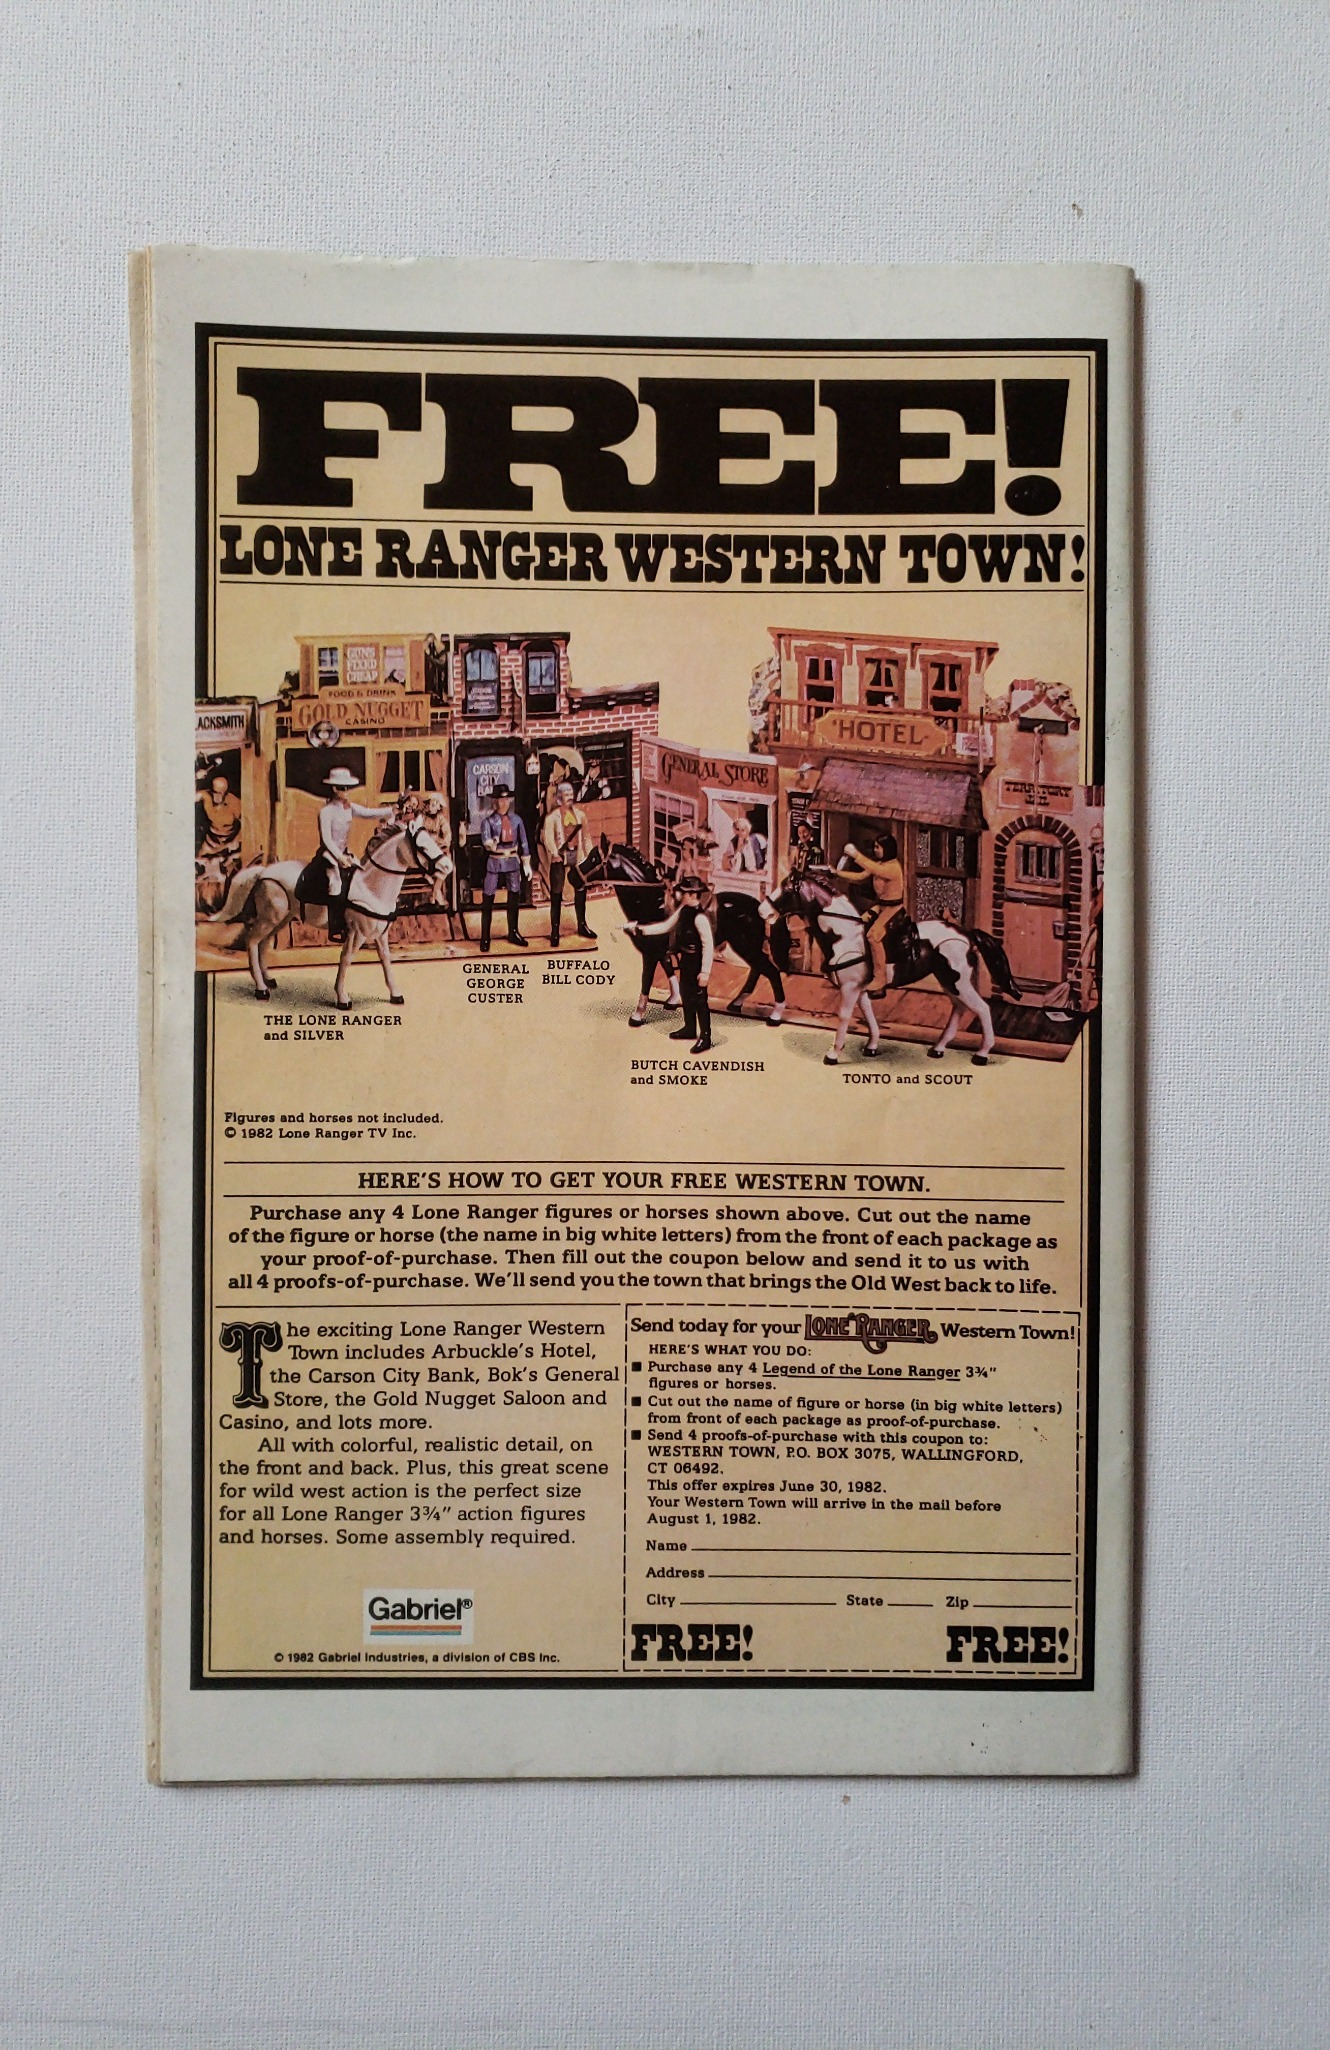 FREE!
LONE RANGER WESTERN TOWN!
GUNS
FIXED
CHEAP
FOOD & DRINK
GOLD NUGGET
CASINO
ACKSMITH
CARSON
CITY
HOTEL
GENERAL STORE
TERRITORY
THE LONE RANGER
and SILVER
GENERAL
GEORGE
CUSTER
BUFFALO
BILL CODY
BUTCH CAVENDISH
and SMOKE
TONTO and SCOUT
Figures and horses not included.
© 1982 Lone Ranger TV Inc.
HERE'S HOW TO GET YOUR FREE WESTERN TOWN.
Purchase any 4 Lone Ranger figures or horses shown above. Cut out the name
of the figure or horse (the name in big white letters) from the front of each package as
your proof-of-purchase. Then fill out the coupon below and send it to us with
all 4 proofs-of-purchase. We'll send you the town that brings the Old West back to life.
The exciting Lone Ranger Western
Town includes Arbuckle's Hotel,
the Carson City Bank, Bok's General
Store, the Gold Nugget Saloon and
Casino, and lots more.
All with colorful, realistic detail, on
the front and back. Plus, this great scene
for wild west action is the perfect size
for all Lone Ranger 3¾" action figures
and horses. Some assembly required.
Gabriel®
© 1982 Gabriel Industries, a division of CBS Inc.
Send today for your LONE RANGER Western Town!
HERE'S WHAT YOU DO:
■ Purchase any 4 Legend of the Lone Ranger 3¾"
figures or horses.
■ Cut out the name of figure or horse (in big white letters)
from front of each package as proof-of-purchase.
■ Send 4 proofs-of-purchase with this coupon to:
WESTERN TOWN, P.O. BOX 3075, WALLINGFORD,
CT 06492.
This offer expires June 30, 1982.
Your Western Town will arrive in the mail before
August 1, 1982.
Name
Address
City State Zip
FREE! FREE!